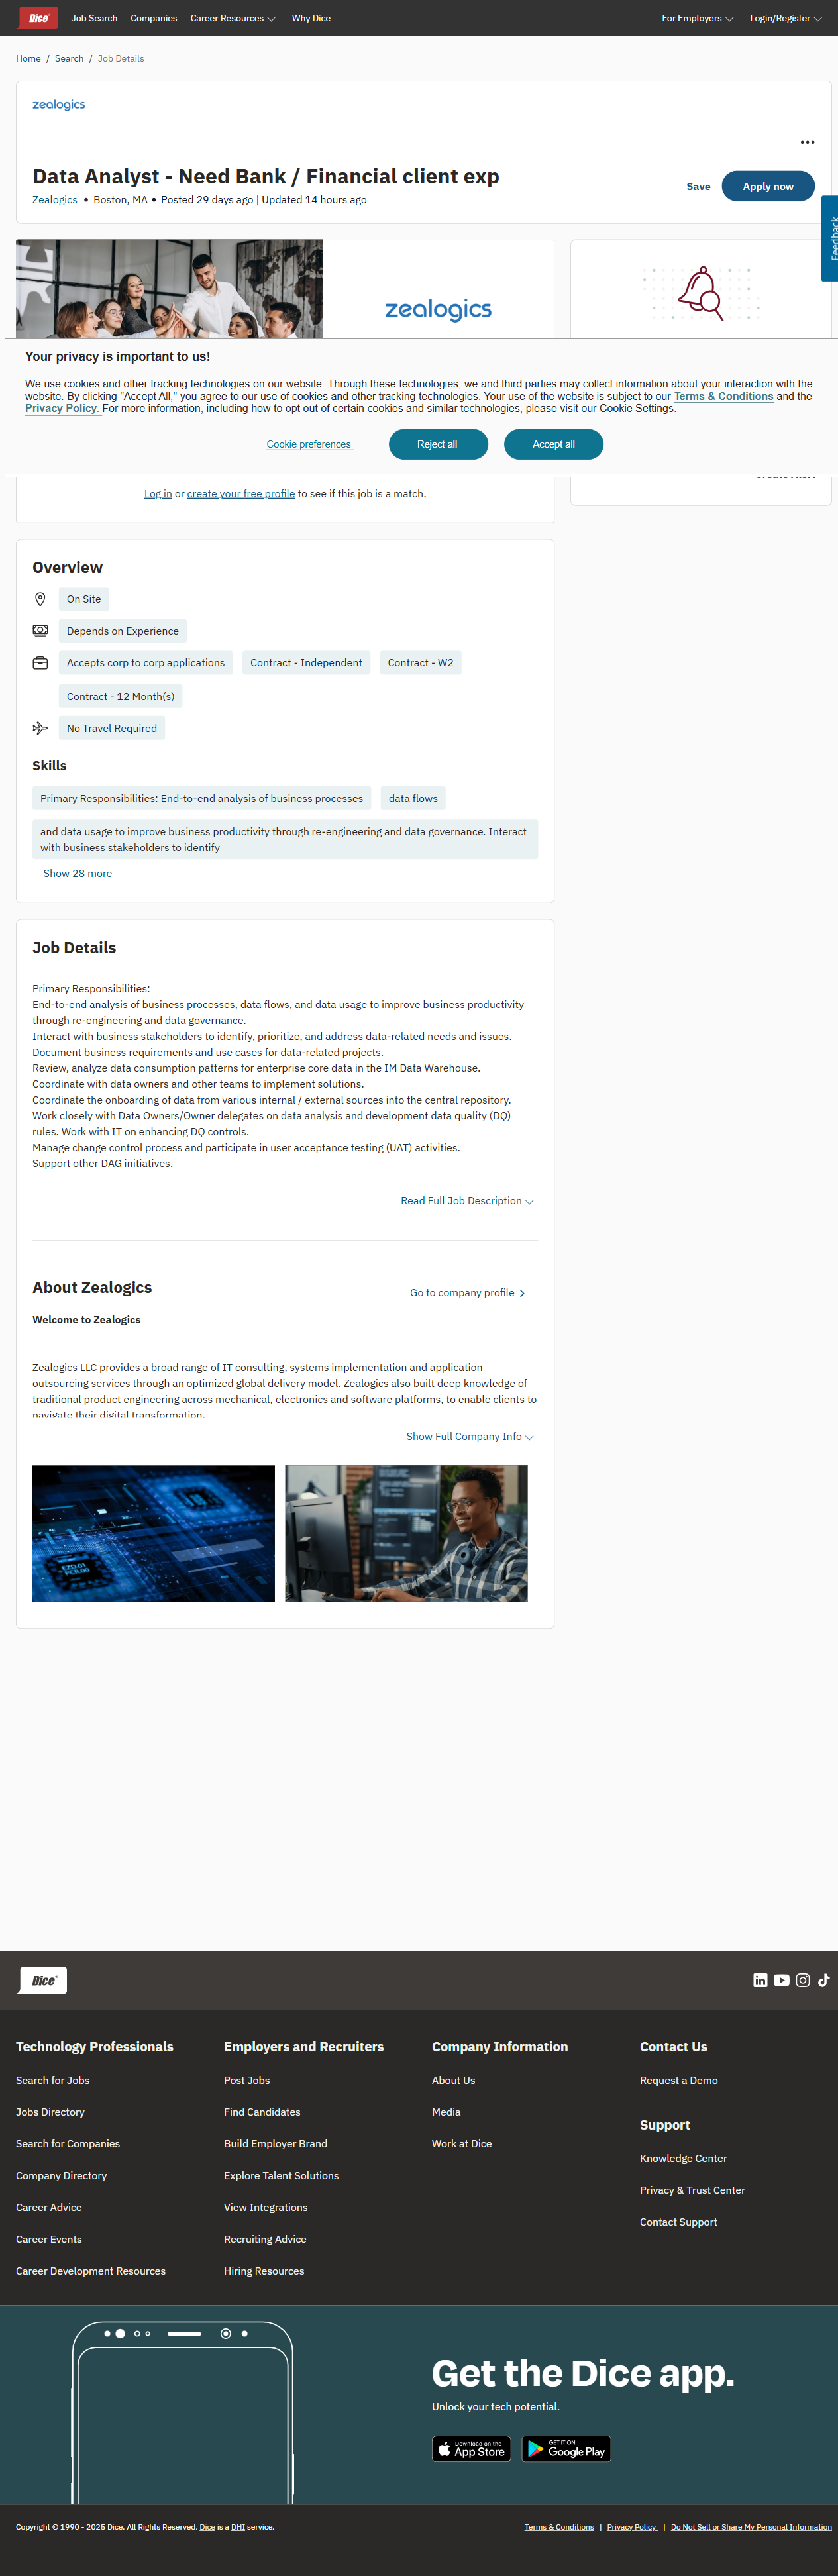 Dice
Job Search
Companies
Career Resources
Why Dice
For Employers
Login/Register
Home / Search / Job Details
zealogics
Data Analyst - Need Bank / Financial client exp
Zealogics • Boston, MA • Posted 29 days ago | Updated 14 hours ago
Save
Apply now
Feedback
zealogics
Your privacy is important to us!
We use cookies and other tracking technologies on our website. Through these technologies, we and third parties may collect information about your interaction with the
website. By clicking "Accept All," you agree to our use of cookies and other tracking technologies. Your use of the website is subject to our Terms & Conditions and the
Privacy Policy. For more information, including how to opt out of certain cookies and similar technologies, please visit our Cookie Settings.
Cookie preferences
Reject all
Accept all
Log in or create your free profile to see if this job is a match.
Overview
On Site
Depends on Experience
Accepts corp to corp applications
Contract - Independent
Contract - W2
Contract - 12 Month(s)
No Travel Required
Skills
Primary Responsibilities: End-to-end analysis of business processes
data flows
and data usage to improve business productivity through re-engineering and data governance. Interact
with business stakeholders to identify
Show 28 more
Job Details
Primary Responsibilities:
End-to-end analysis of business processes, data flows, and data usage to improve business productivity
through re-engineering and data governance.
Interact with business stakeholders to identify, prioritize, and address data-related needs and issues.
Document business requirements and use cases for data-related projects.
Review, analyze data consumption patterns for enterprise core data in the IM Data Warehouse.
Coordinate with data owners and other teams to implement solutions.
Coordinate the onboarding of data from various internal / external sources into the central repository.
Work closely with Data Owners/Owner delegates on data analysis and development data quality (DQ)
rules. Work with IT on enhancing DQ controls.
Manage change control process and participate in user acceptance testing (UAT) activities.
Support other DAG initiatives.
Read Full Job Description
About Zealogics
Go to company profile
Welcome to Zealogics
Zealogics LLC provides a broad range of IT consulting, systems implementation and application
outsourcing services through an optimized global delivery model. Zealogics also built deep knowledge of
traditional product engineering across mechanical, electronics and software platforms, to enable clients to
navigate their digital transformation.
Show Full Company Info
Dice
Technology Professionals
Search for Jobs
Jobs Directory
Search for Companies
Company Directory
Career Advice
Career Events
Career Development Resources
Employers and Recruiters
Post Jobs
Find Candidates
Build Employer Brand
Explore Talent Solutions
View Integrations
Recruiting Advice
Hiring Resources
Company Information
About Us
Media
Work at Dice
Contact Us
Request a Demo
Support
Knowledge Center
Privacy & Trust Center
Contact Support
Get the Dice app.
Unlock your tech potential.
Download on the
App Store
GET IT ON
Google Play
Copyright © 1990 - 2025 Dice. All Rights Reserved. Dice is a DHI service.
Terms & Conditions | Privacy Policy | Do Not Sell or Share My Personal Information